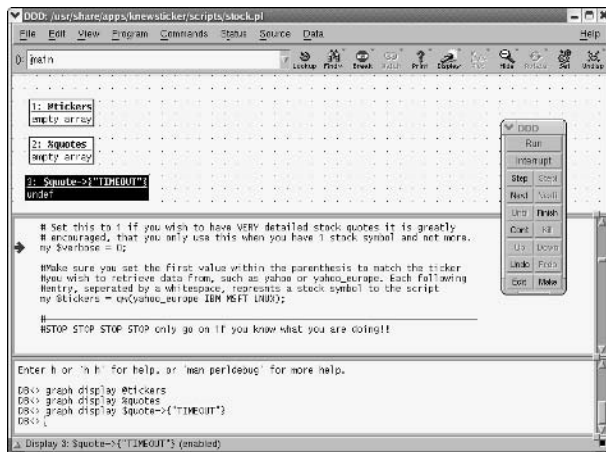 DDD: /usr/share/apps/knewsticker/scripts/stock.pl
File Edit View Program Commands Status Source Data Help
(): main
Lookup Find» Break Watch Print Display Hide Rotate Set Undisp
1: @tickers
empty array
2: %quotes
empty array
3: $quote->{"TIMEOUT"}
undef
DDD
Run
Interrupt
Step Stepi
Next Nexti
Until Finish
Cont Kill
Up Down
Undo Redo
Edit Make
# Set this to 1 if you wish to have VERY detailed stock quotes it is greatly
# encouraged, that you only use this when you have 1 stock symbol and not more.
my $verbose = 0;
#Make sure you set the first value within the parenthesis to match the ticker
#you wish to retrieve data from, such as yahoo or yahoo_europe. Each following
#entry, seperated by a whitespace, represnts a stock symbol to the script
my $tickers = qw(yahoo_europe IBM MSFT LNUX);
#STOP STOP STOP STOP only go on if you know what you are doing!!
Enter h or `h h' for help, or `man perldebug' for more help.
DB<> graph display @tickers
DB<> graph display %quotes
DB<> graph display $quote->{"TIMEOUT"}
DB<>
Display 3: $quote->{"TIMEOUT"} (enabled)